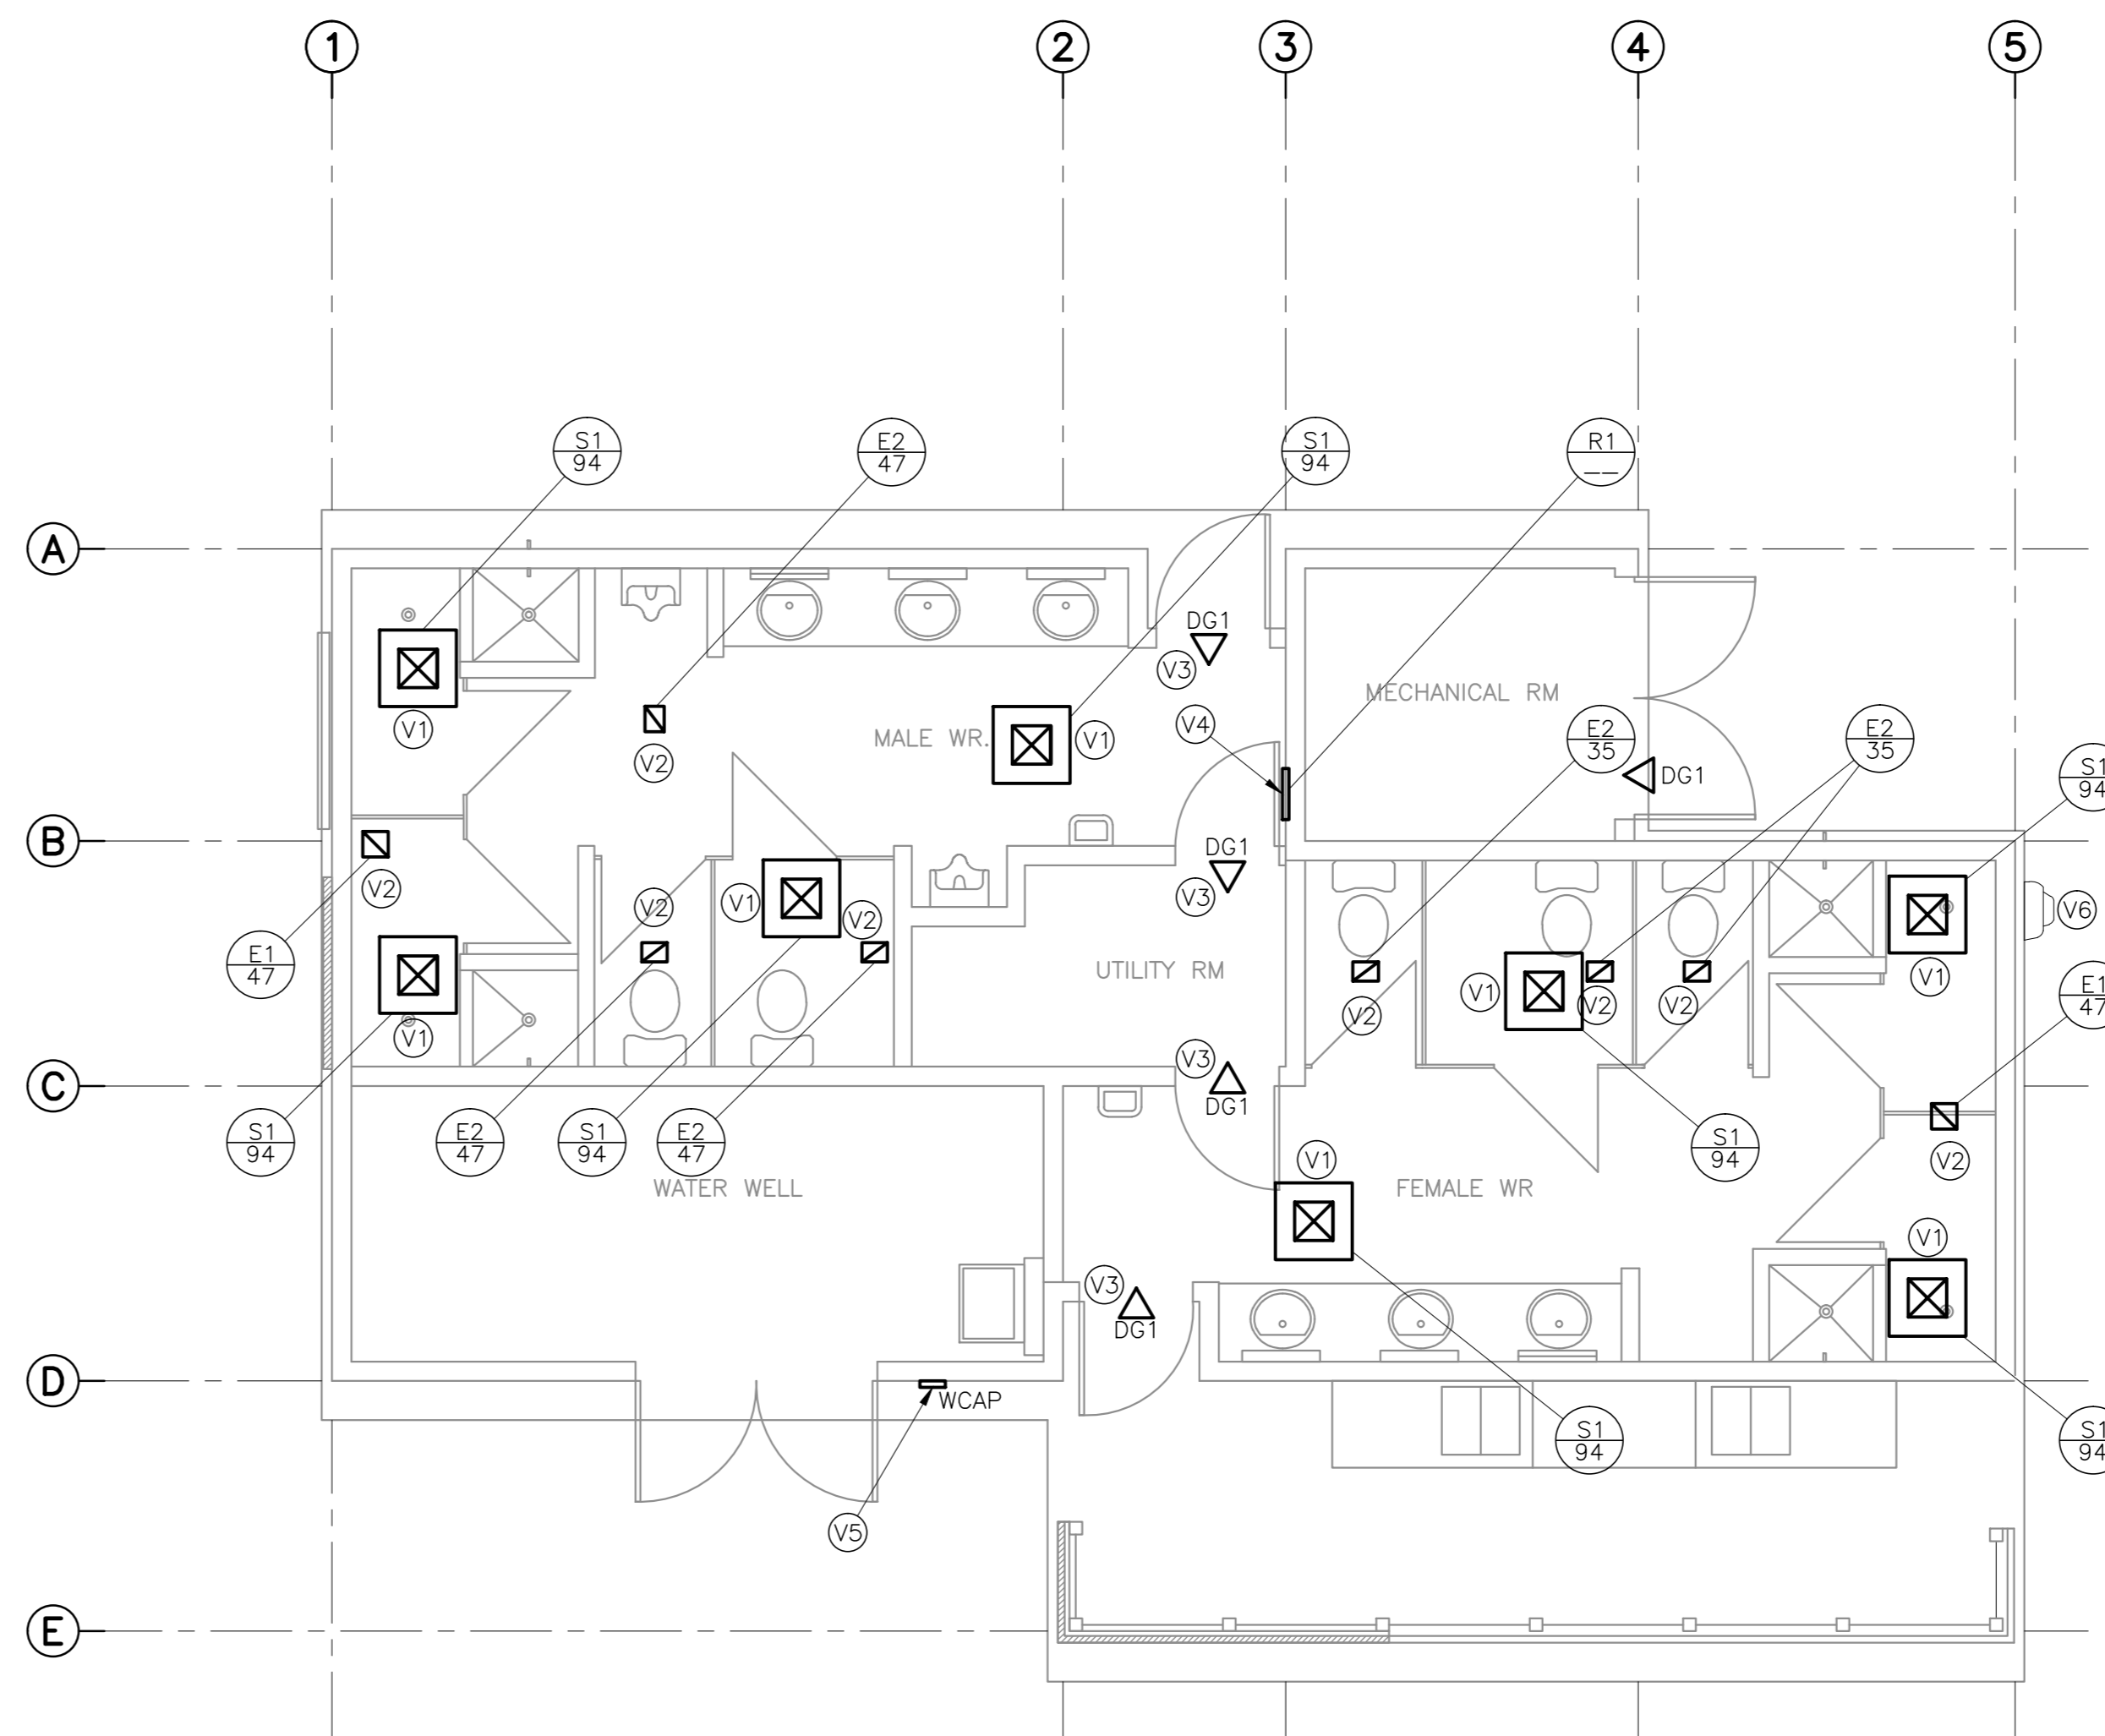 1
2
3
4
5
S1
94
E2
47
S1
94
R1
——
A
DG1
V3
MECHANICAL RM
V1
V4
E2
35
E2
35
MALE WR.
V1
V2
S1
94
DG1
B
DG1
V2
V3
V2
V1
V2
V6
E1
47
UTILITY RM
V1
V1
V2
V2
V2
E1
47
V1
V3
C
DG1
S1
94
E2
47
S1
94
E2
47
S1
94
V1
V2
WATER WELL
FEMALE WR
V1
V3
DG1
D
WCAP
S1
94
S1
94
V5
E